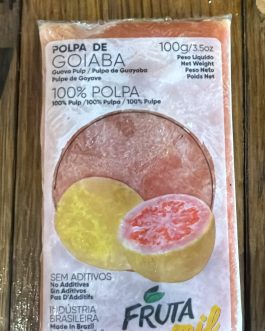 POLPA DE
GOIABA
Guava Pulp / Pulpa de Guayaba
Pulpe de Goyave
100% POLPA
100% Pulp /100% Pulpa / 100% Pulpe
100g/3.5oz
Peso Líquido
Net Weight
Peso Neto
Poids Net
SEM ADITIVOS
No Additives
Sin Aditivos
Pas D'Additifs
INDÚSTRIA
BRASILEIRA
Made In Brazil
FRUTA
mil